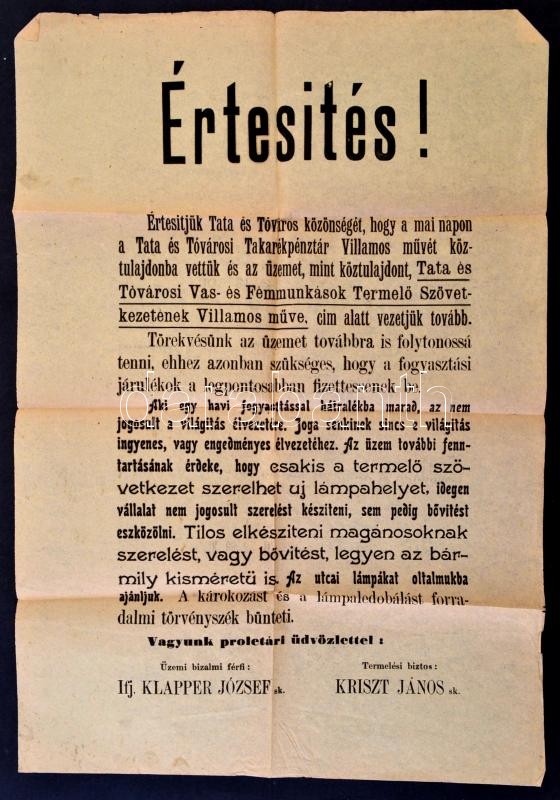 Értesités !
Értesitjük Tata és Tóváros közönségét, hogy a mai napon
a Tata és Tóvárosi Takarékpénztár Villamos művét köz-
tulajdonba vettük és az üzemet, mint köztulajdont, Tata és
Tóvárosi Vas- és Fémmunkások Termelő Szövet-
kezetének Villamos műve, cim alatt vezetjük tovább.
Törekvésünk az üzemet továbbra is folytonossá
tenni, ehhez azonban szükséges, hogy a fogyasztási
járulékok a legpontosabban fizettessenek be.
Aki egy havi fogyasztással hátralékba marad, az nem
jogosult a világitás élvezetére. Joga senkinek sincs a világitás
ingyenes, vagy engedményes élvezetéhez. Az üzem további fenn-
tartásának érdeke, hogy csakis a termelő szö-
vetkezet szerelhet uj lámpahelyet, idegen
vállalat nem jogosult szerelést késziteni, sem pedig bővitést
eszközölni. Tilos elkésziteni magánosoknak
szerelést, vagy bővitést, legyen az bár-
mily kisméretű is. Az utcai lámpákat oltalmukba
ajánljuk. A károkozást és a lámpaledobálást forra-
dalmi törvényszék bünteti.
Vagyunk proletári üdvözlettel :
Üzemi bizalmi férfi :
Ifj. KLAPPER JÓZSEF sk.
Termelési biztos :
KRISZT JÁNOS sk.
darabanth